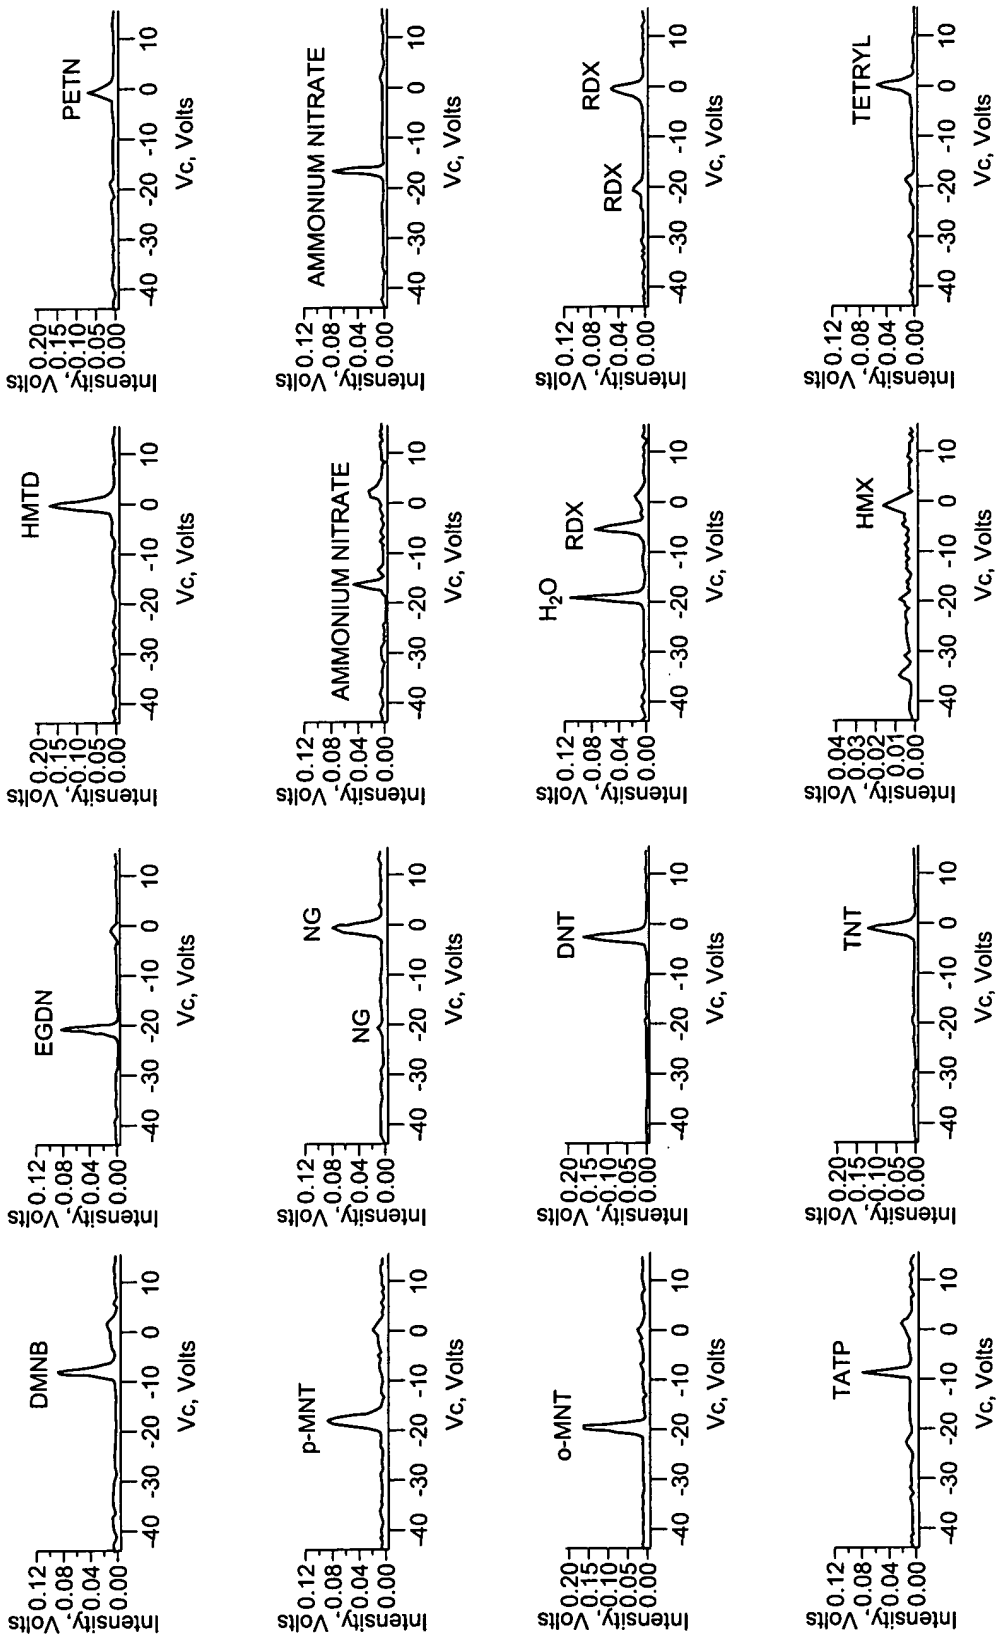 DMNB
Intensity, Volts
0.12
0.08
0.04
0.00
-40 -30 -20 -10 0 10
Vc, Volts
EGDN
Intensity, Volts
0.12
0.08
0.04
0.00
-40 -30 -20 -10 0 10
Vc, Volts
HMTD
Intensity, Volts
0.20
0.15
0.10
0.05
0.00
-40 -30 -20 -10 0 10
Vc, Volts
PETN
Intensity, Volts
0.20
0.15
0.10
0.05
0.00
-40 -30 -20 -10 0 10
Vc, Volts
p-MNT
Intensity, Volts
0.12
0.08
0.04
0.00
-40 -30 -20 -10 0 10
Vc, Volts
NG
NG
Intensity, Volts
0.12
0.08
0.04
0.00
-40 -30 -20 -10 0 10
Vc, Volts
AMMONIUM NITRATE
Intensity, Volts
0.12
0.08
0.04
0.00
-40 -30 -20 -10 0 10
Vc, Volts
AMMONIUM NITRATE
Intensity, Volts
0.12
0.08
0.04
0.00
-40 -30 -20 -10 0 10
Vc, Volts
o-MNT
Intensity, Volts
0.20
0.15
0.10
0.05
0.00
-40 -30 -20 -10 0 10
Vc, Volts
DNT
Intensity, Volts
0.20
0.15
0.10
0.05
0.00
-40 -30 -20 -10 0 10
Vc, Volts
H₂O
RDX
Intensity, Volts
0.12
0.08
0.04
0.00
-40 -30 -20 -10 0 10
Vc, Volts
RDX
RDX
Intensity, Volts
0.12
0.08
0.04
0.00
-40 -30 -20 -10 0 10
Vc, Volts
TATP
Intensity, Volts
0.12
0.08
0.04
0.00
-40 -30 -20 -10 0 10
Vc, Volts
TNT
Intensity, Volts
0.20
0.15
0.10
0.05
0.00
-40 -30 -20 -10 0 10
Vc, Volts
HMX
Intensity, Volts
0.04
0.03
0.02
0.01
0.00
-40 -30 -20 -10 0 10
Vc, Volts
TETRYL
Intensity, Volts
0.12
0.08
0.04
0.00
-40 -30 -20 -10 0 10
Vc, Volts